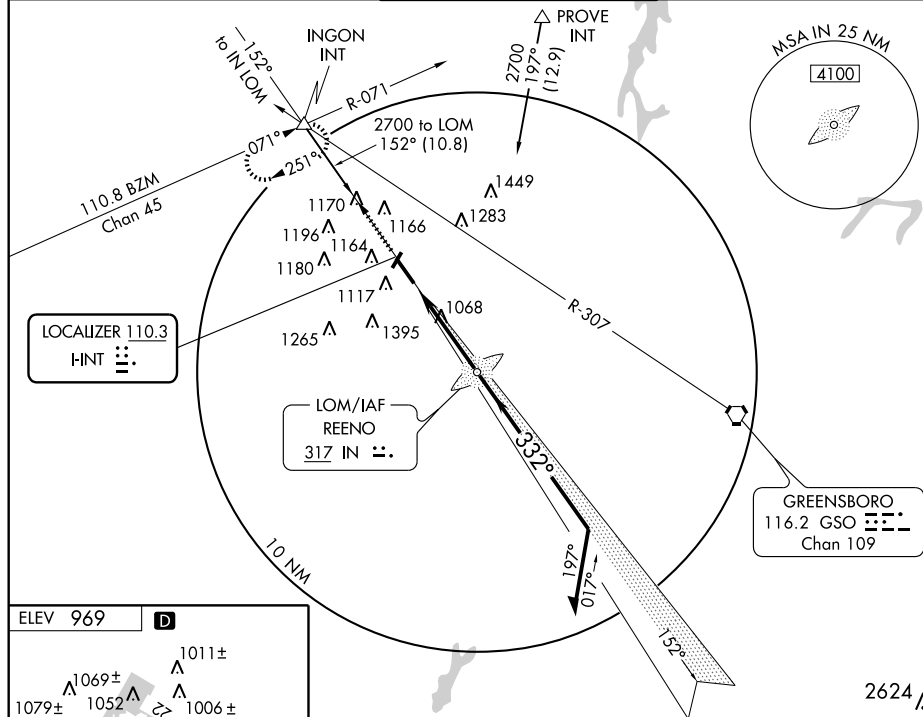 PROVE
INT
2700
197°
(12.9)
INGON
INT
152°
to IN LOM
R-071
MSA IN 25 NM
4100
2700 to LOM
152° (10.8)
071°
251°
110.8 BZM
Chan 45
1449
1283
1170
1166
1196
1164
1180
1117
1068
1265
1395
R-307
LOCALIZER 110.3
I-INT
LOM/IAF
REENO
317 IN
332°
GREENSBORO
116.2 GSO
Chan 109
10 NM
197°
017°
152°
ELEV 969
D
1011±
1069±
1079±
1052
22
1006±
2624